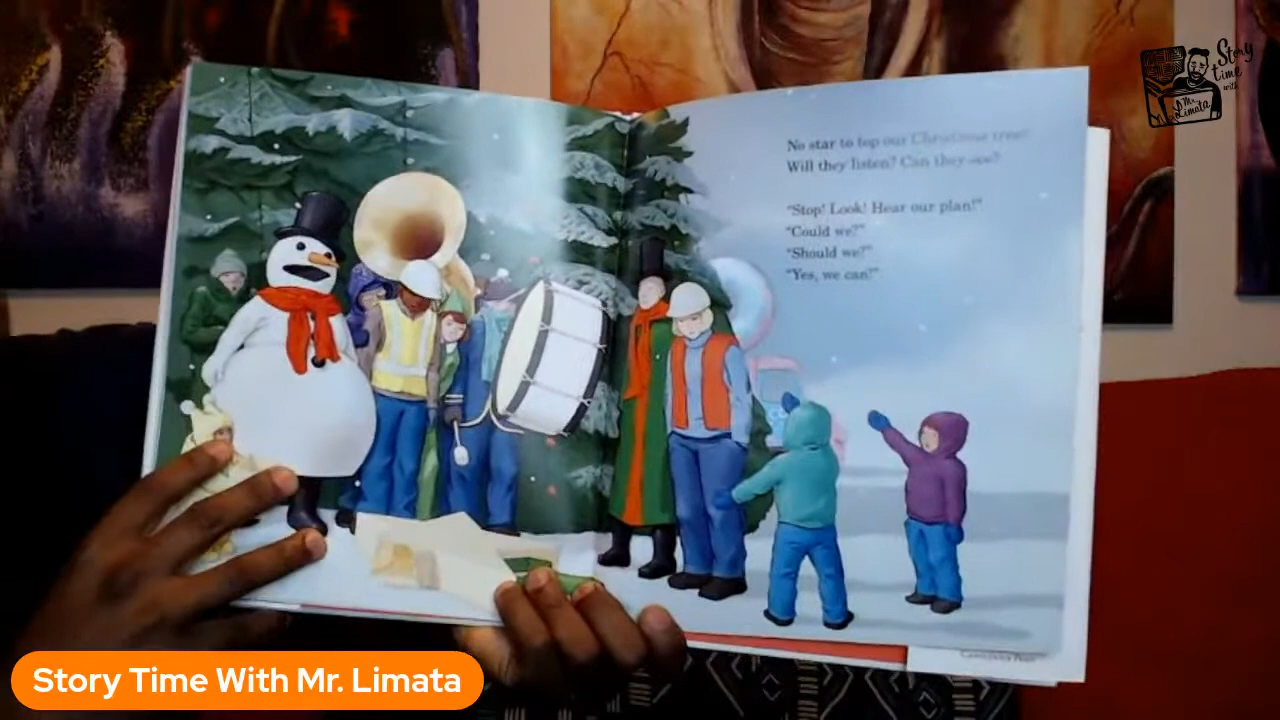 Story
time
with
Mr.
Limata
No star to top our Christmas tree!
Will they listen? Can they see?
"Stop! Look! Hear our plan!"
"Could we?"
"Should we?"
"Yes, we can!"
Story Time With Mr. Limata